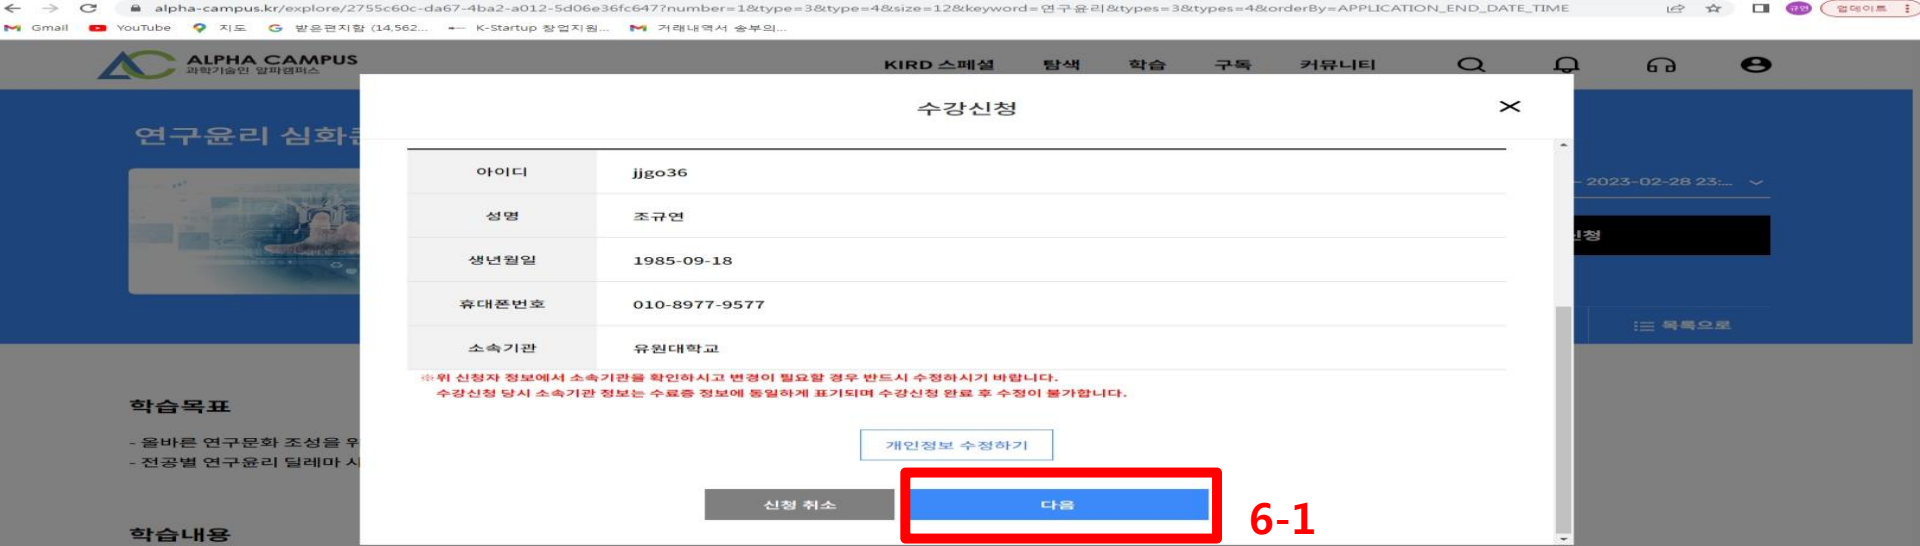 alpha-campus.kr/explore/2755c60c-da67-4ba2-a012-5d06e36fc647?number=1&type=3&type=4&size=12&keyword=연구윤리&types=3&types=4&orderBy=APPLICATION_END_DATE_TIME 규연 업데이트
Gmail YouTube 지도 받은편지함 (14,562... K-Startup 창업지원... 거래내역서 송부의...
ALPHA CAMPUS
과학기술인 알파캠퍼스
KIRD 스페셜 탐색 학습 구독 커뮤니티
수강신청
연구윤리 심화
아이디 jjgo36
~ 2023-02-28 23:...
성명 조규연
신청
생년월일 1985-09-18
휴대폰번호 010-8977-9577
목록으로
소속기관 유원대학교
※위 신청자 정보에서 소속기관을 확인하시고 변경이 필요할 경우 반드시 수정하시기 바랍니다.
수강신청 당시 소속기관 정보는 수료증 정보에 동일하게 표기되며 수강신청 완료 후 수정이 불가합니다.
학습목표
- 올바른 연구문화 조성을 위
- 전공별 연구윤리 딜레마 사
개인정보 수정하기
신청 취소 다음
6-1
학습내용